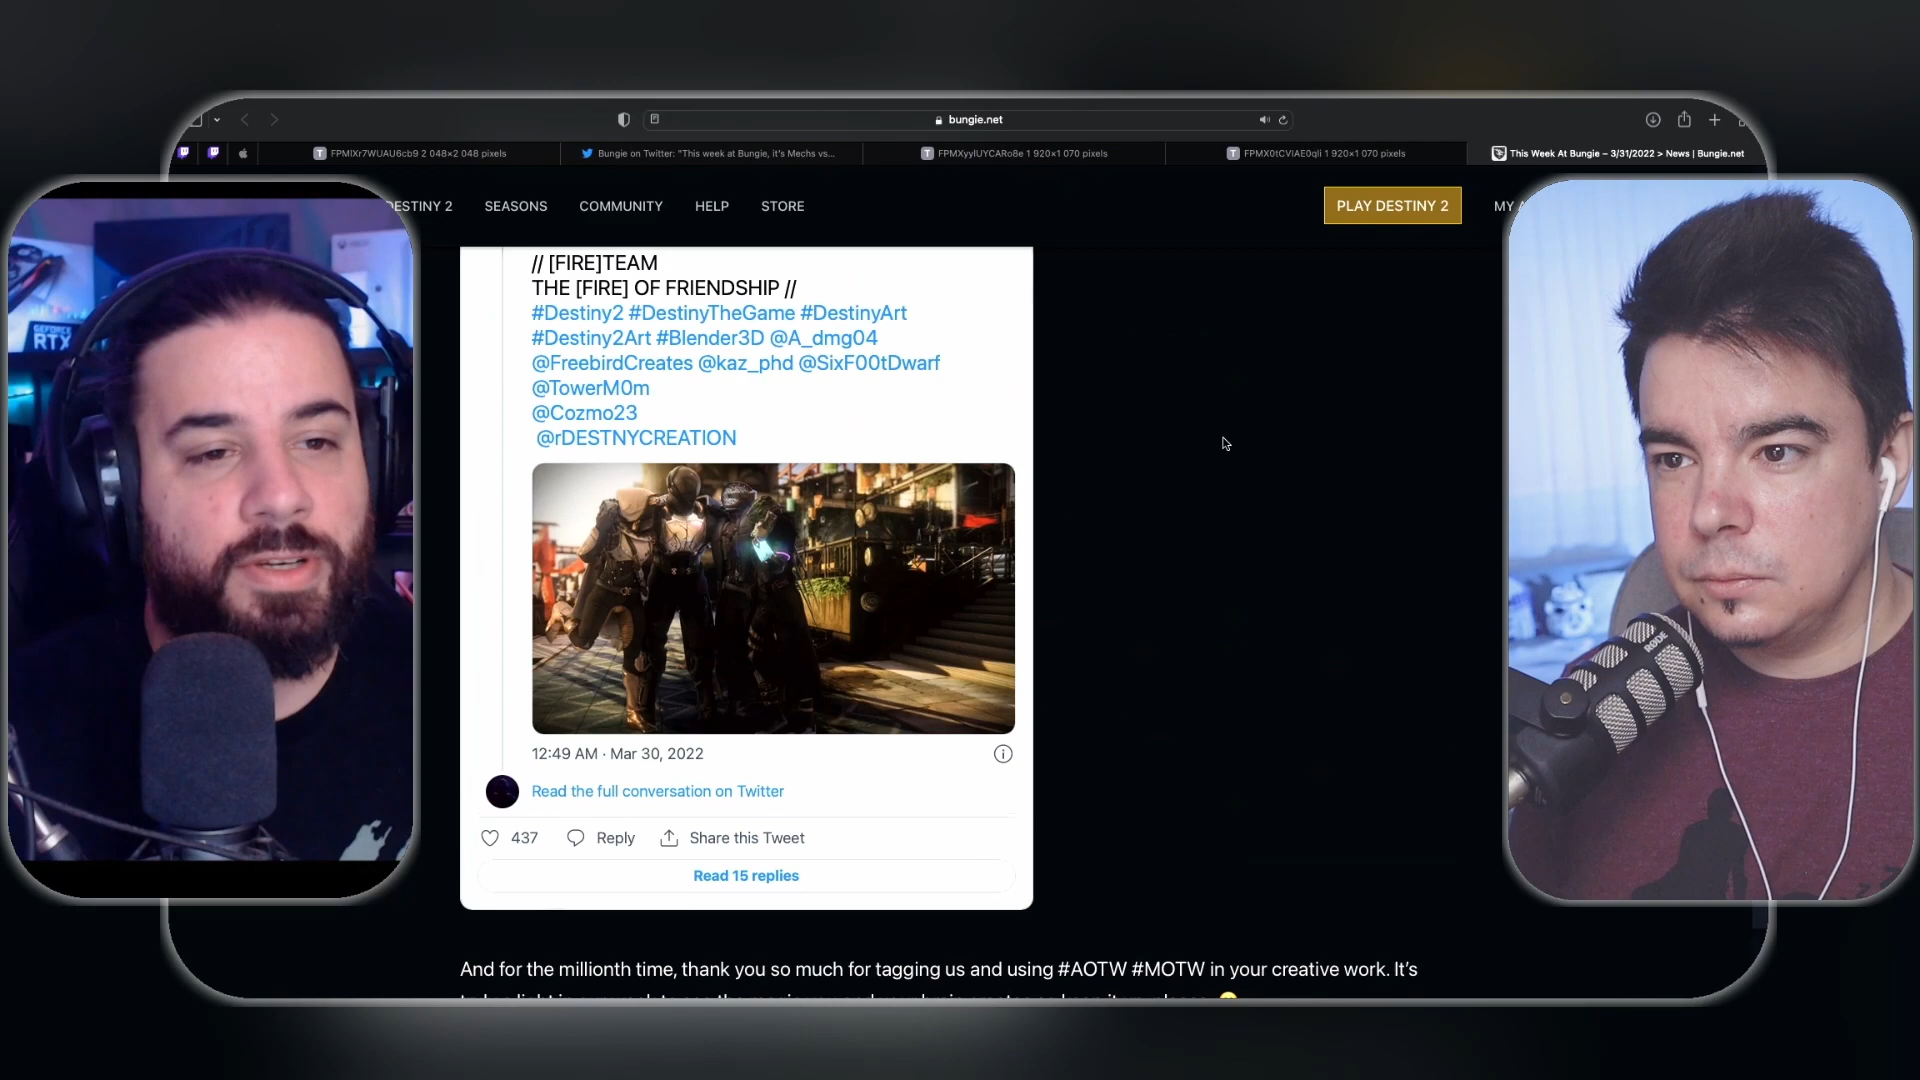 bungie.net
FPMIXr7WUAU6cb9 2 048×2 048 pixels
Bungie on Twitter: "This week at Bungie, it's Mechs vs...
FPMXyyIUYCARo8e 1 920×1 070 pixels
FPMX0tCVIAE0qli 1 920×1 070 pixels
This Week At Bungie – 3/31/2022 > News | Bungie.net
DESTINY 2
SEASONS
COMMUNITY
HELP
STORE
PLAY DESTINY 2
MY
// [FIRE]TEAM
THE [FIRE] OF FRIENDSHIP //
#Destiny2 #DestinyTheGame #DestinyArt
#Destiny2Art #Blender3D @A_dmg04
@FreebirdCreates @kaz_phd @SixF00tDwarf
@TowerM0m
@Cozmo23
@rDESTNYCREATION
12:49 AM · Mar 30, 2022
Read the full conversation on Twitter
437
Reply
Share this Tweet
Read 15 replies
And for the millionth time, thank you so much for tagging us and using #AOTW #MOTW in your creative work. It's
GEFORCE
RTX
RØDE